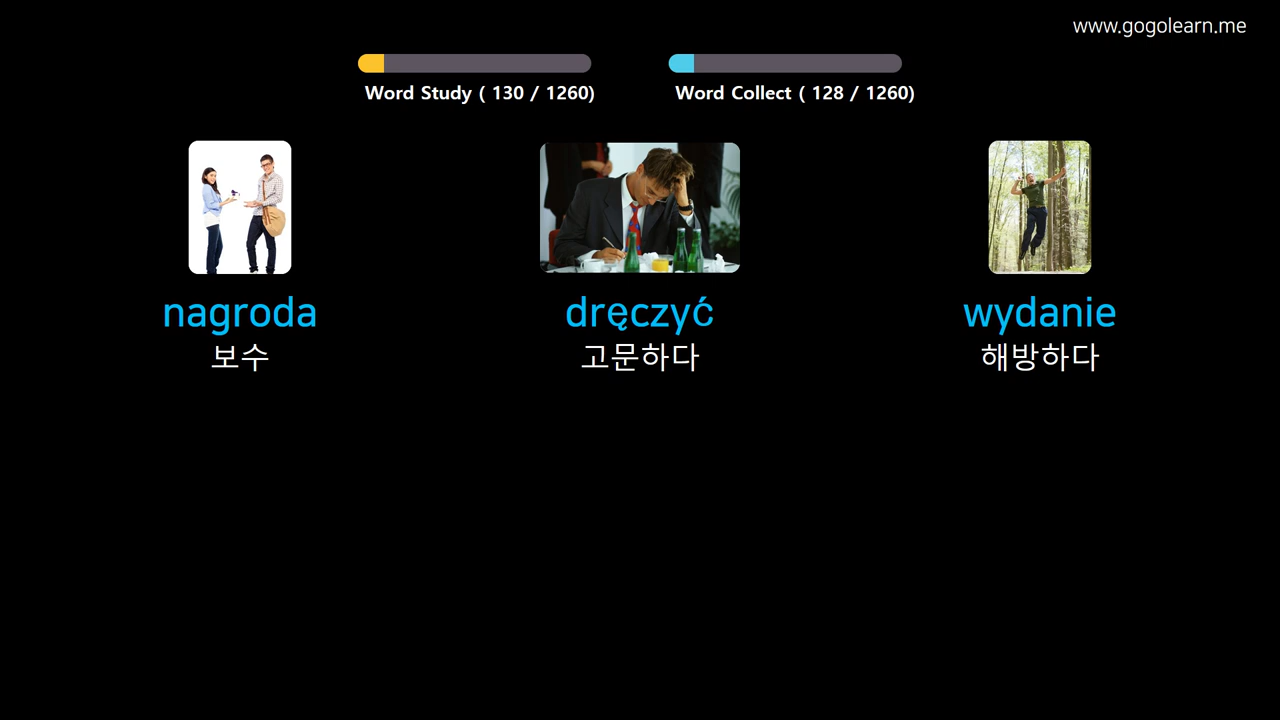 www.gogolearn.me
Word Study ( 130 / 1260)
Word Collect ( 128 / 1260)
nagroda
dręczyć
wydanie
보수
고문하다
해방하다